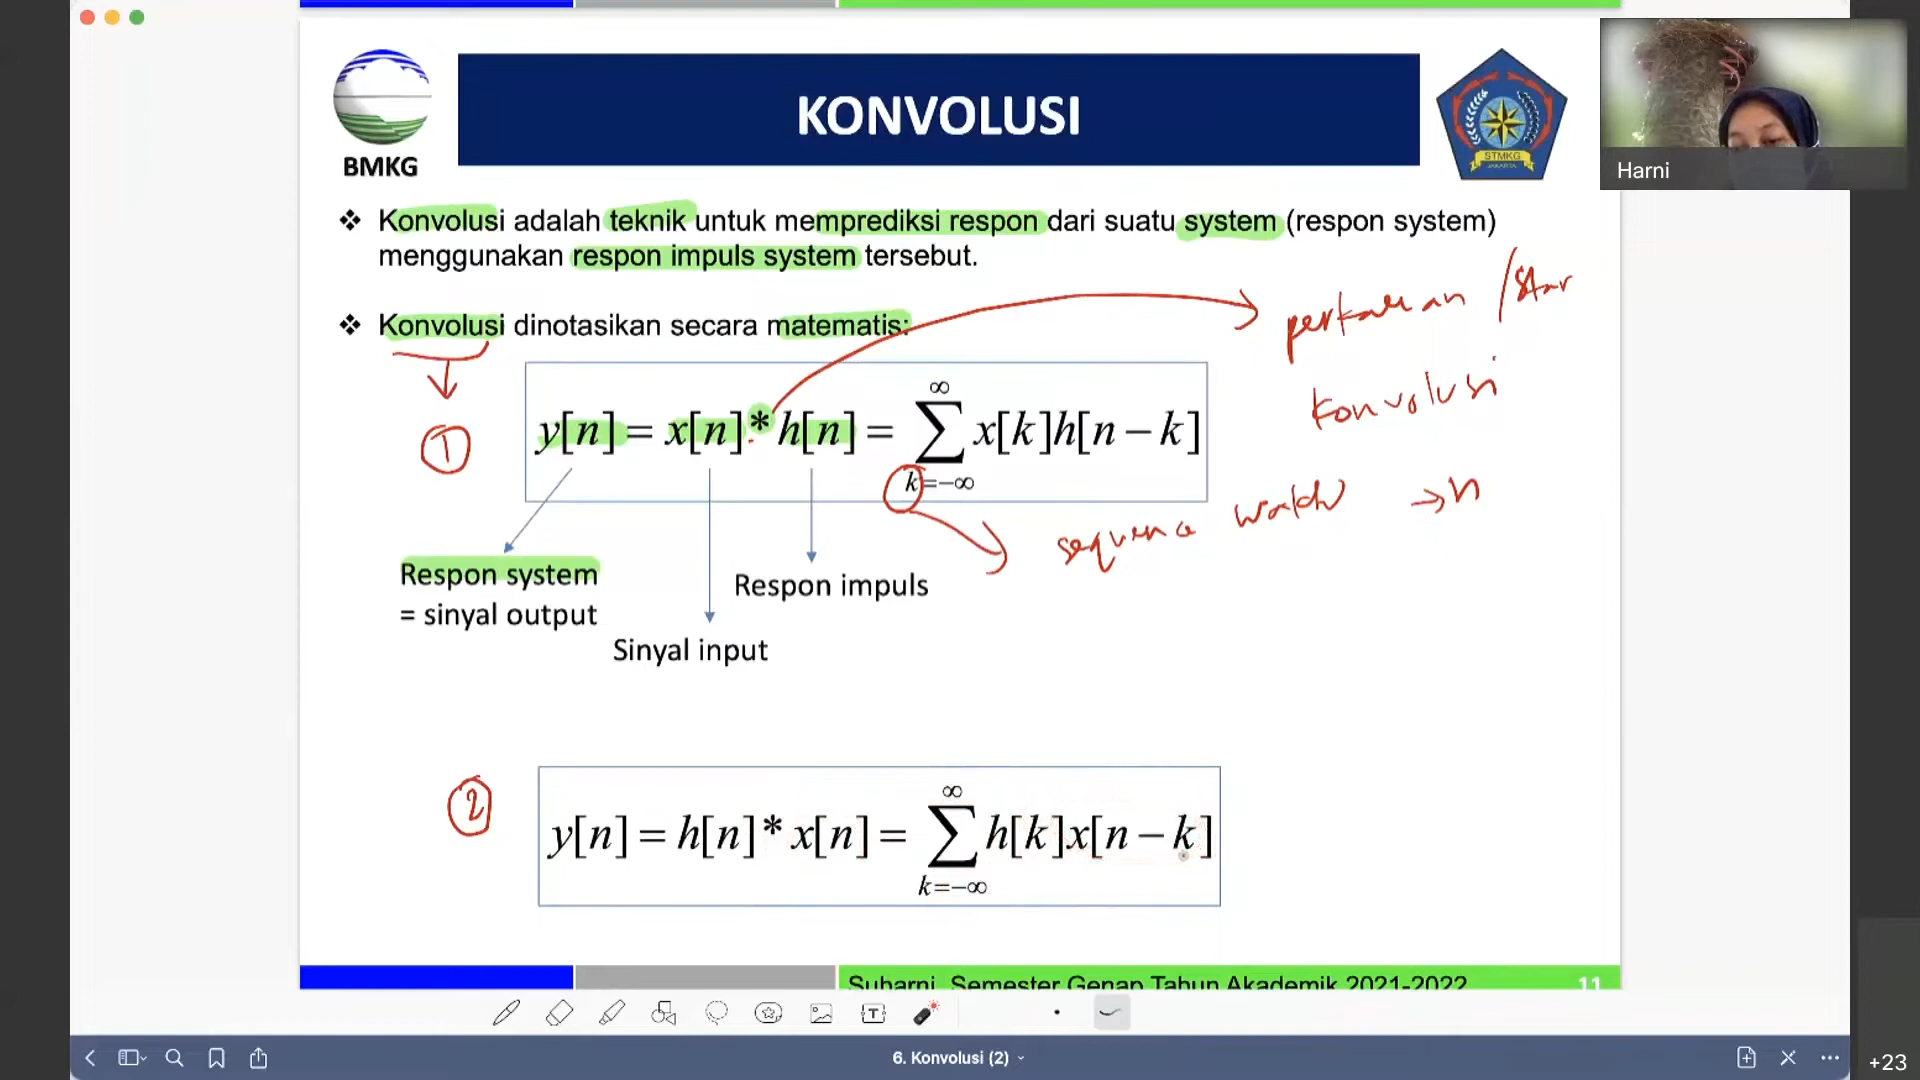 KONVOLUSI
BMKG
STMKG
JAKARTA
Harni
❖ Konvolusi adalah teknik untuk memprediksi respon dari suatu system (respon system)
menggunakan respon impuls system tersebut.
❖ Konvolusi dinotasikan secara matematis:
/star
konvolusi
①
y[n] = x[n] * h[n] = ∑ x[k]h[n − k]
∞
k=−∞
sequence waktu → n
Respon system
= sinyal output
Respon impuls
Sinyal input
②
y[n] = h[n] * x[n] = ∑ h[k]x[n − k]
∞
k=−∞
Suharni Semester Genap Tahun Akademik 2021-2022
11
6. Konvolusi (2)
+23